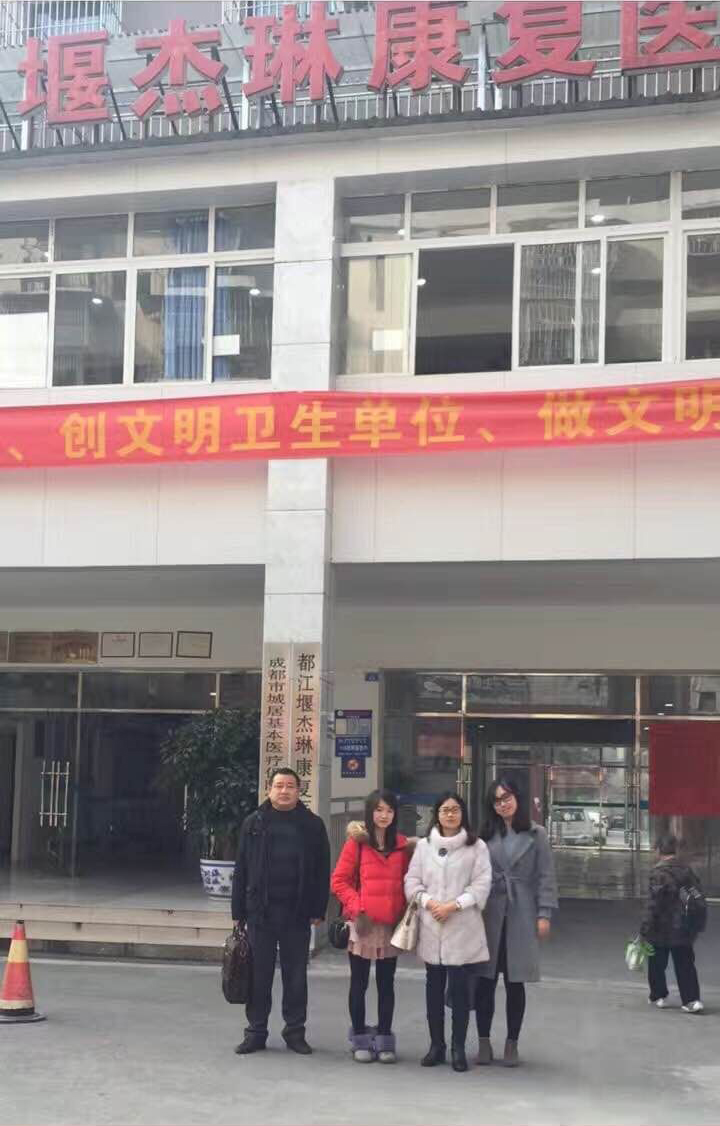 堰杰琳康复医
、创文明卫生单位、做文明
成都市城居基本医疗保
都江堰杰琳康复